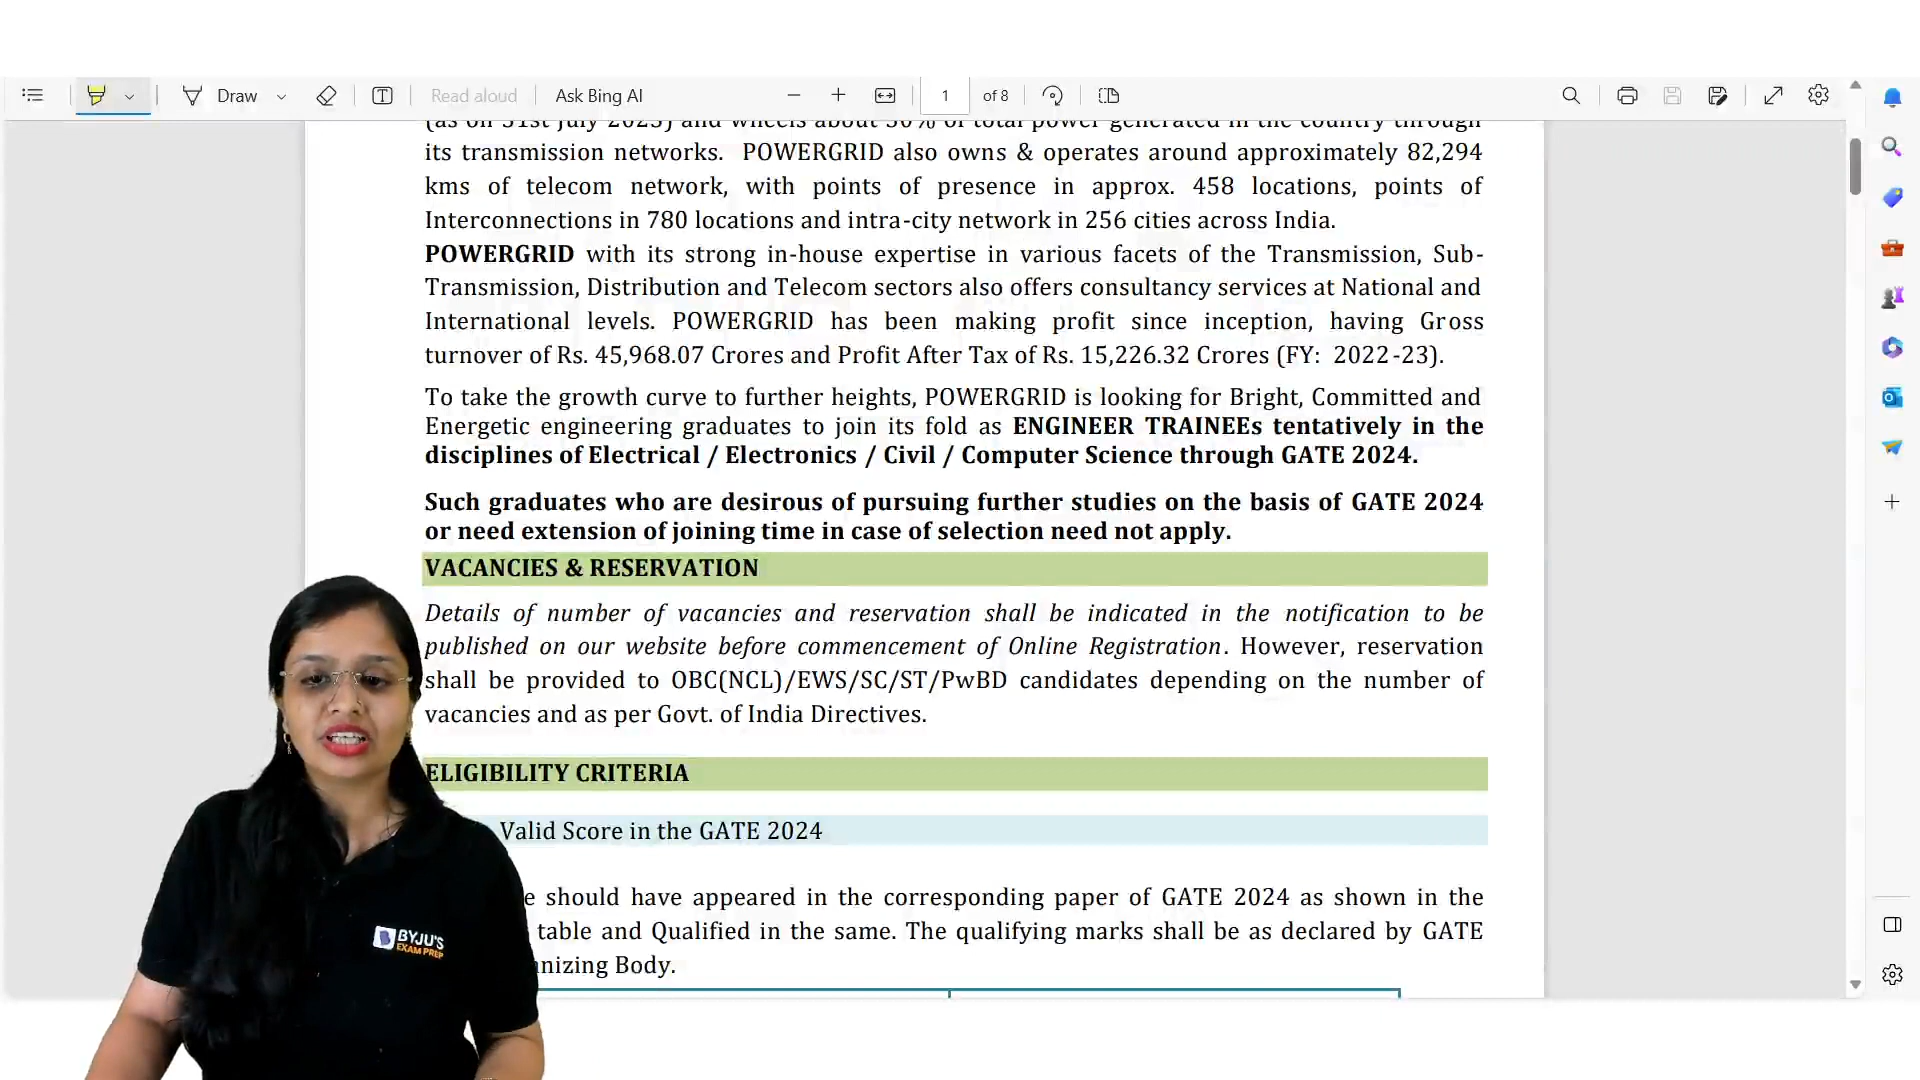 Draw
Read aloud
Ask Bing AI
1
of 8
(as on 31st July 2023) and wheels about 50% of total power generated in the country through
its transmission networks. POWERGRID also owns & operates around approximately 82,294
kms of telecom network, with points of presence in approx. 458 locations, points of
Interconnections in 780 locations and intra-city network in 256 cities across India.
POWERGRID with its strong in-house expertise in various facets of the Transmission, Sub-
Transmission, Distribution and Telecom sectors also offers consultancy services at National and
International levels. POWERGRID has been making profit since inception, having Gross
turnover of Rs. 45,968.07 Crores and Profit After Tax of Rs. 15,226.32 Crores (FY: 2022-23).
To take the growth curve to further heights, POWERGRID is looking for Bright, Committed and
Energetic engineering graduates to join its fold as ENGINEER TRAINEEs tentatively in the
disciplines of Electrical / Electronics / Civil / Computer Science through GATE 2024.
Such graduates who are desirous of pursuing further studies on the basis of GATE 2024
or need extension of joining time in case of selection need not apply.
VACANCIES & RESERVATION
Details of number of vacancies and reservation shall be indicated in the notification to be
published on our website before commencement of Online Registration. However, reservation
shall be provided to OBC(NCL)/EWS/SC/ST/PwBD candidates depending on the number of
vacancies and as per Govt. of India Directives.
ELIGIBILITY CRITERIA
Valid Score in the GATE 2024
e should have appeared in the corresponding paper of GATE 2024 as shown in the
table and Qualified in the same. The qualifying marks shall be as declared by GATE
nizing Body.
BYJU'S
EXAM PREP